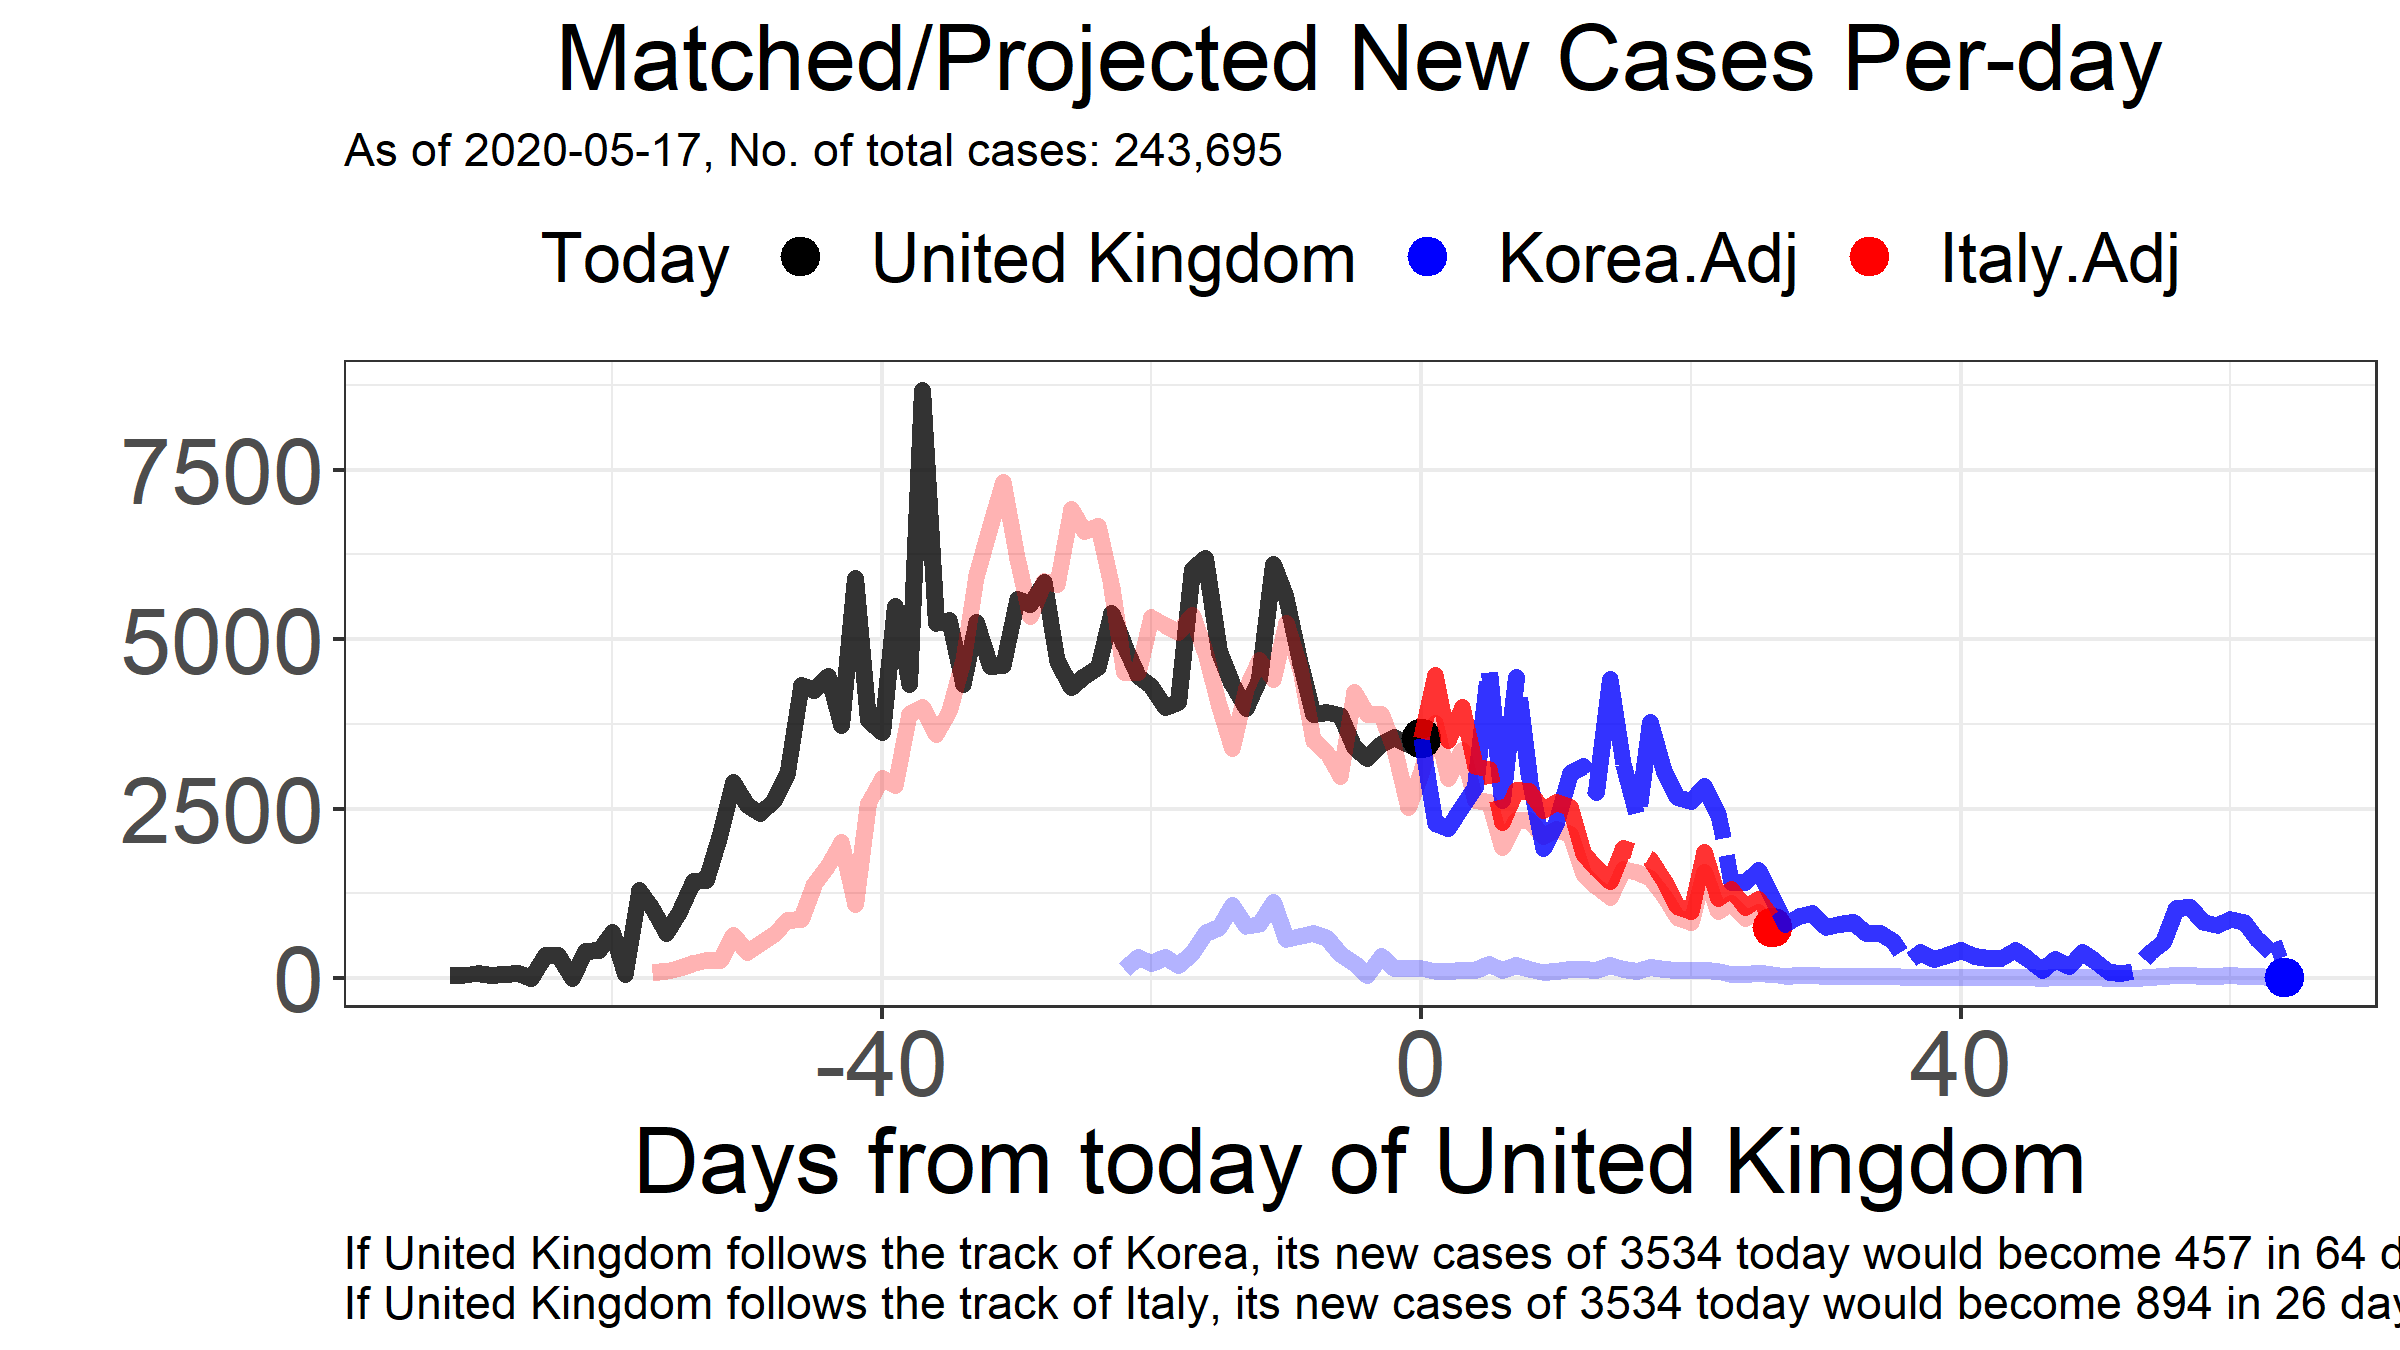 Matched/Projected New Cases Per-day
As of 2020-05-17, No. of total cases: 243,695
Today United Kingdom Korea.Adj Italy.Adj
7500
5000
2500
0
-40 0 40
Days from today of United Kingdom
If United Kingdom follows the track of Korea, its new cases of 3534 today would become 457 in 64
If United Kingdom follows the track of Italy, its new cases of 3534 today would become 894 in 26